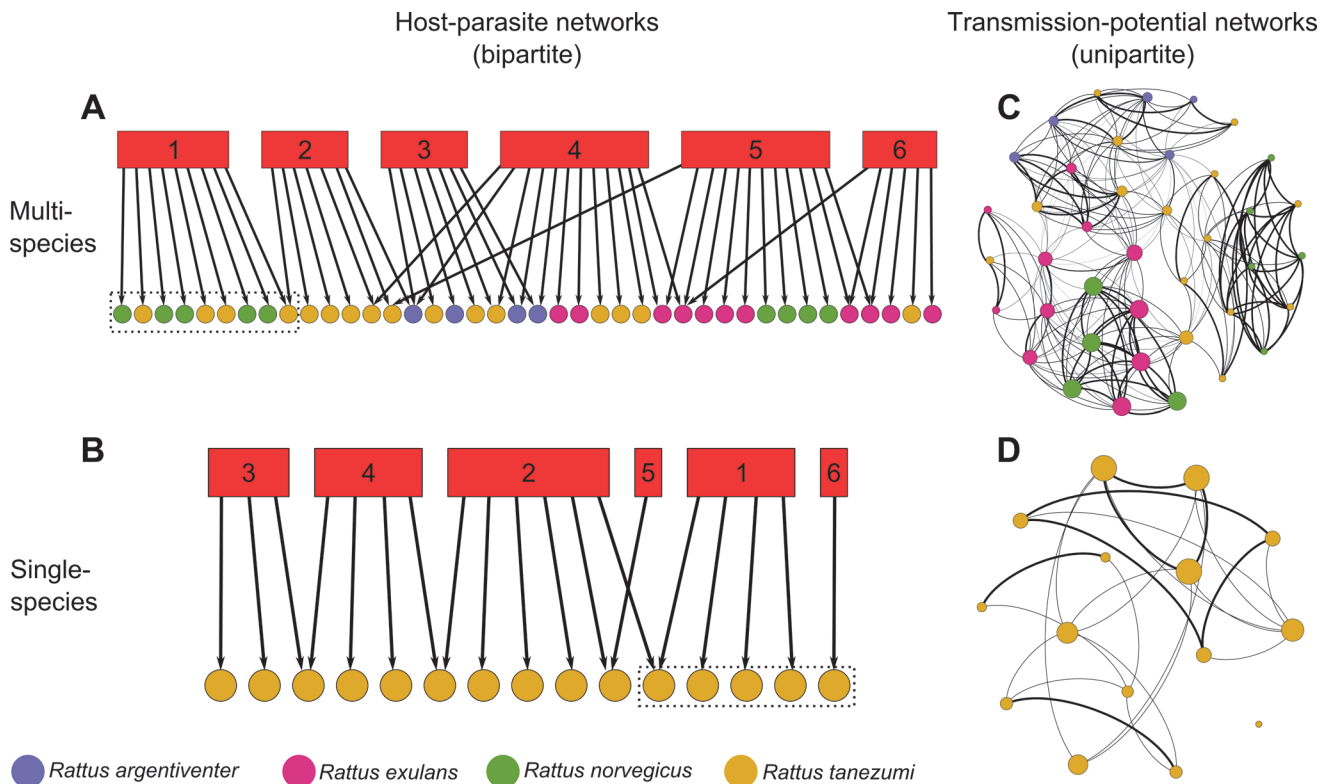 Host-parasite networks
(bipartite)
Transmission-potential networks
(unipartite)
A
C
1 2 3 4 5 6
Multi-
species
B
D
3 4 2 5 1 6
Single-
species
Rattus argentiventer
Rattus exulans
Rattus norvegicus
Rattus tanezumi